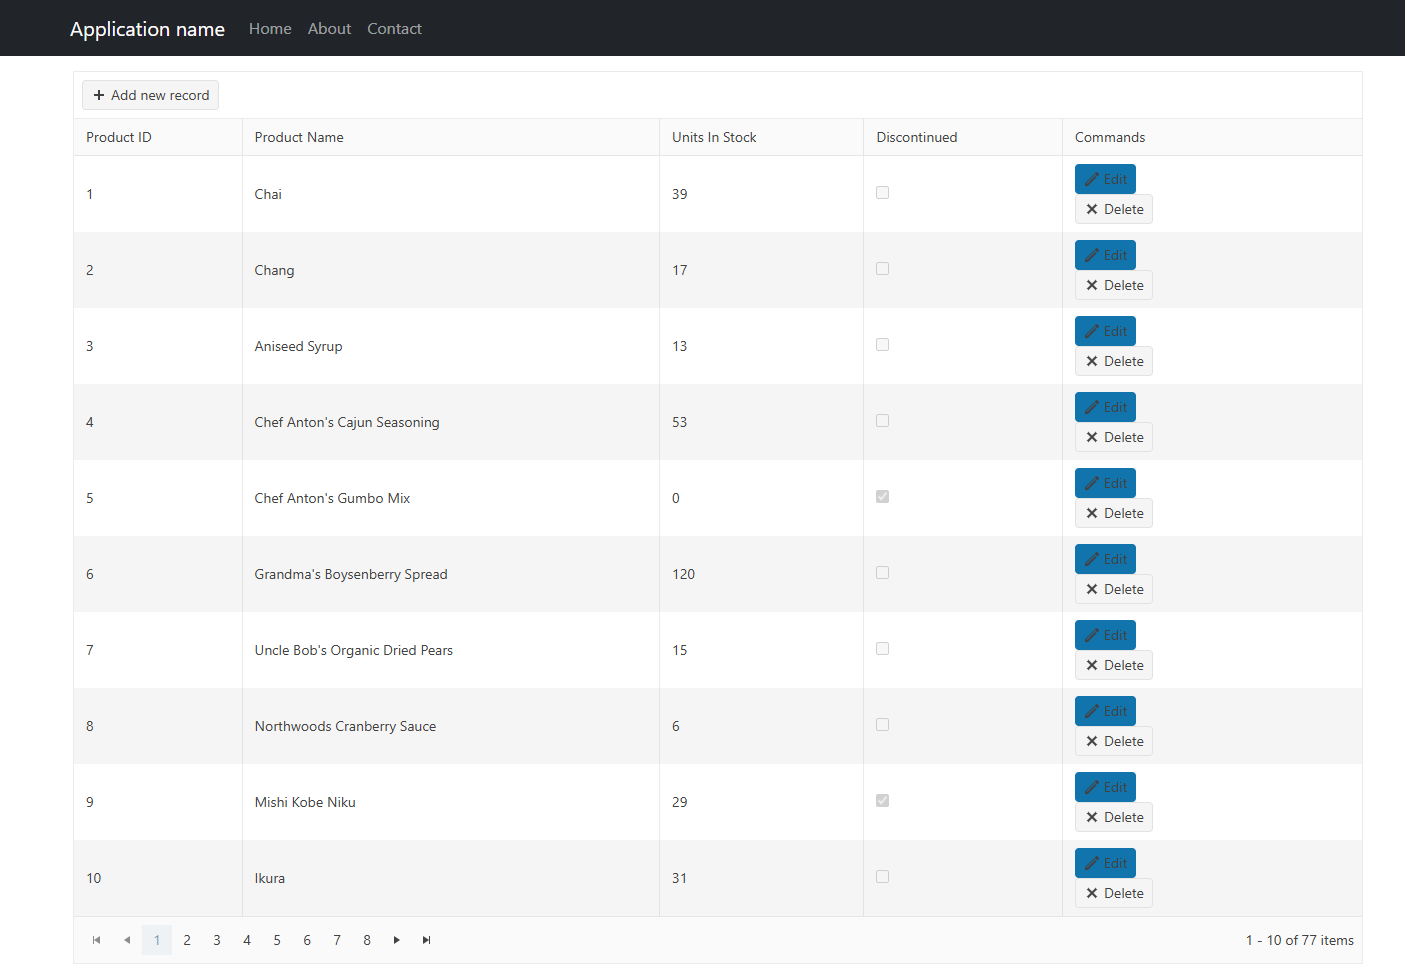 Application name Home About Contact
Add new record
Product ID Product Name Units In Stock Discontinued Commands
1 Chai 39 Edit
Delete
2 Chang 17 Edit
Delete
3 Aniseed Syrup 13 Edit
Delete
4 Chef Anton's Cajun Seasoning 53 Edit
Delete
5 Chef Anton's Gumbo Mix 0 Edit
Delete
6 Grandma's Boysenberry Spread 120 Edit
Delete
7 Uncle Bob's Organic Dried Pears 15 Edit
Delete
8 Northwoods Cranberry Sauce 6 Edit
Delete
9 Mishi Kobe Niku 29 Edit
Delete
10 Ikura 31 Edit
Delete
1 2 3 4 5 6 7 8 1 - 10 of 77 items